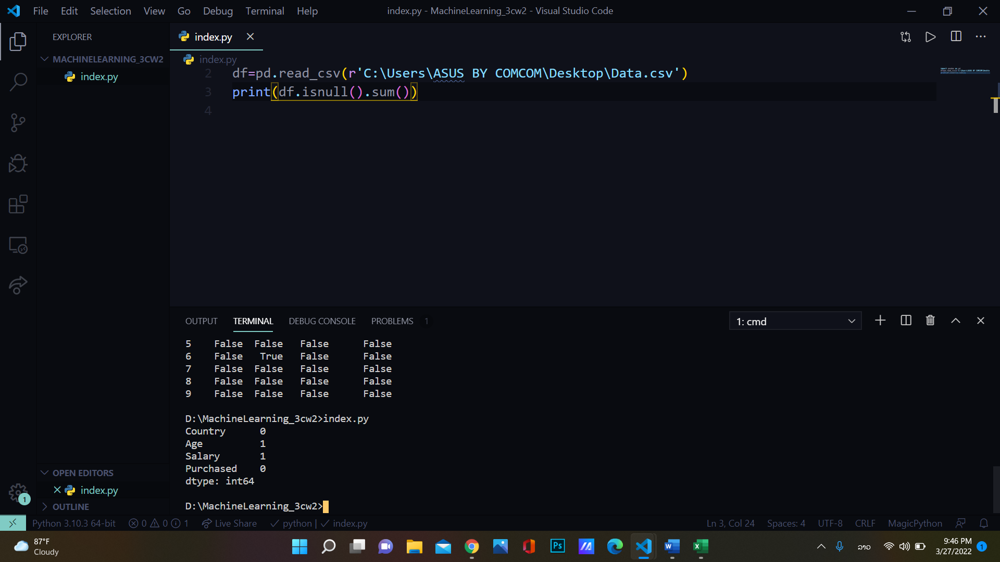 File Edit Selection View Go Debug Terminal Help
index.py - MachineLearning_3cw2 - Visual Studio Code
EXPLORER
MACHINELEARNING_3CW2
index.py
index.py
index.py
2 df=pd.read_csv(r'C:\Users\ASUS BY COMCOM\Desktop\Data.csv')
3 print(df.isnull().sum())
4
OUTPUT TERMINAL DEBUG CONSOLE PROBLEMS 1
1: cmd
5 False False False False
6 False True False False
7 False False False False
8 False False False False
9 False False False False
D:\MachineLearning_3cw2>index.py
Country 0
Age 1
Salary 1
Purchased 0
dtype: int64
D:\MachineLearning_3cw2>
OPEN EDITORS
index.py
OUTLINE
1
Python 3.10.3 64-bit 0 0 1 Live Share python | index.py
Ln 3, Col 24 Spaces: 4 UTF-8 CRLF MagicPython
87°F
Cloudy
Ps
W
X
ລາວ
9:46 PM
3/27/2022
1